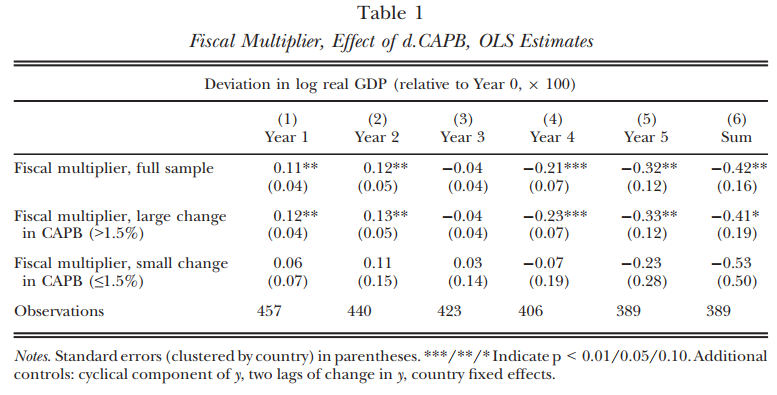 Table 1
Fiscal Multiplier, Effect of d.CAPB, OLS Estimates
Deviation in log real GDP (relative to Year 0, × 100)
(1) (2) (3) (4) (5) (6)
Year 1 Year 2 Year 3 Year 4 Year 5 Sum
Fiscal multiplier, full sample 0.11** 0.12** −0.04 −0.21*** −0.32** −0.42**
(0.04) (0.05) (0.04) (0.07) (0.12) (0.16)
Fiscal multiplier, large change 0.12** 0.13** −0.04 −0.23*** −0.33** −0.41*
in CAPB (>1.5%) (0.04) (0.05) (0.04) (0.07) (0.12) (0.19)
Fiscal multiplier, small change 0.06 0.11 0.03 −0.07 −0.23 −0.53
in CAPB (≤1.5%) (0.07) (0.15) (0.14) (0.19) (0.28) (0.50)
Observations 457 440 423 406 389 389
Notes. Standard errors (clustered by country) in parentheses. ***/**/* Indicate p < 0.01/0.05/0.10. Additional
controls: cyclical component of y, two lags of change in y, country fixed effects.